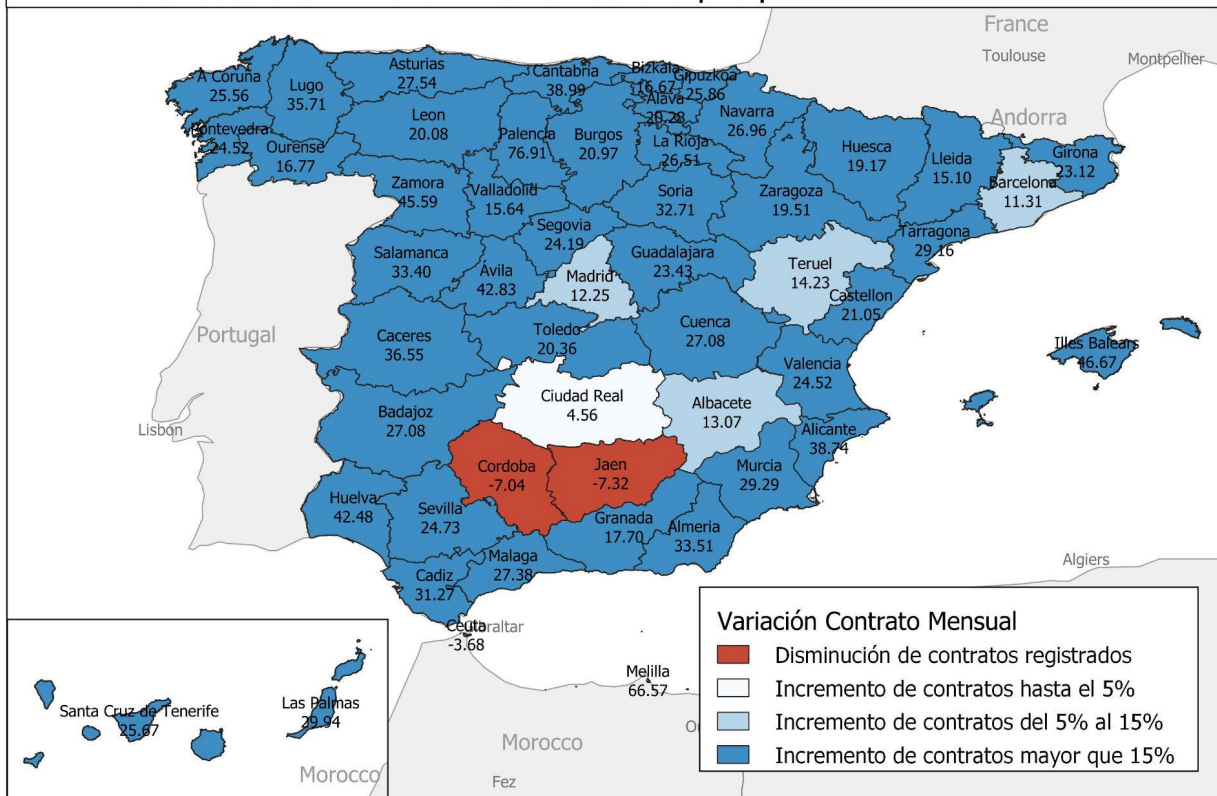 France
Toulouse
Montpellier
Andorra
A Coruña
25.56
Lugo
35.71
Asturias
27.54
Cantabria
38.99
Bizkaia
16.67
Gipuzkoa
25.86
Alava
20.28
Navarra
26.96
Pontevedra
24.52
Ourense
16.77
Leon
20.08
Palencia
76.91
Burgos
20.97
La Rioja
26.51
Huesca
19.17
Lleida
15.10
Girona
23.12
Barcelona
11.31
Zamora
45.59
Valladolid
15.64
Soria
32.71
Zaragoza
19.51
Tarragona
29.16
Segovia
24.19
Salamanca
33.40
Ávila
42.83
Madrid
12.25
Guadalajara
23.43
Teruel
14.23
Castellon
21.05
Portugal
Caceres
36.55
Toledo
20.36
Cuenca
27.08
Valencia
24.52
Illes Balears
46.67
Lisbon
Badajoz
27.08
Ciudad Real
4.56
Albacete
13.07
Alicante
38.74
Cordoba
-7.04
Jaen
-7.32
Murcia
29.29
Huelva
42.48
Sevilla
24.73
Granada
17.70
Almeria
33.51
Malaga
27.38
Cadiz
31.27
Algiers
Ceuta
-3.68
Gibraltar
Melilla
66.57
Santa Cruz de Tenerife
25.67
Las Palmas
29.94
Morocco
Morocco
Fez
Variación Contrato Mensual
Disminución de contratos registrados
Incremento de contratos hasta el 5%
Incremento de contratos del 5% al 15%
Incremento de contratos mayor que 15%